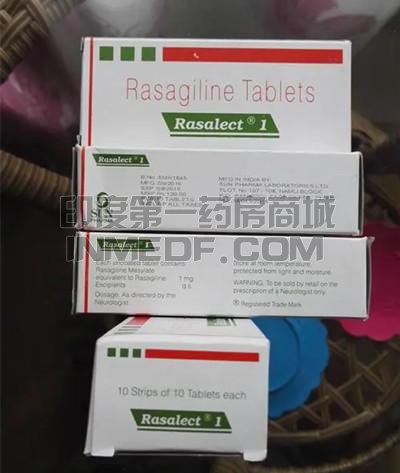 Rasagiline Tablets
Rasalect® 1
Rasalect® 1
MFG. 09/2016
MFG IN INDIA BY:
SUN PHARMA LABORATORIES LTD.
SUN
印度第一药房商城
INMEDF.COM
Rasalect® 1
Each uncoated tablet contains:
Rasagiline Mesylate
equivalent to Rasagiline 1 mg
Excipients q.s.
Dosage: As directed by the
Neurologist.
Store at room temperature,
protected from light and moisture.
WARNING: To be sold by retail on the
prescription of a Neurologist only.
® Registered Trade Mark
10 Strips of 10 Tablets each
Rasalect® 1